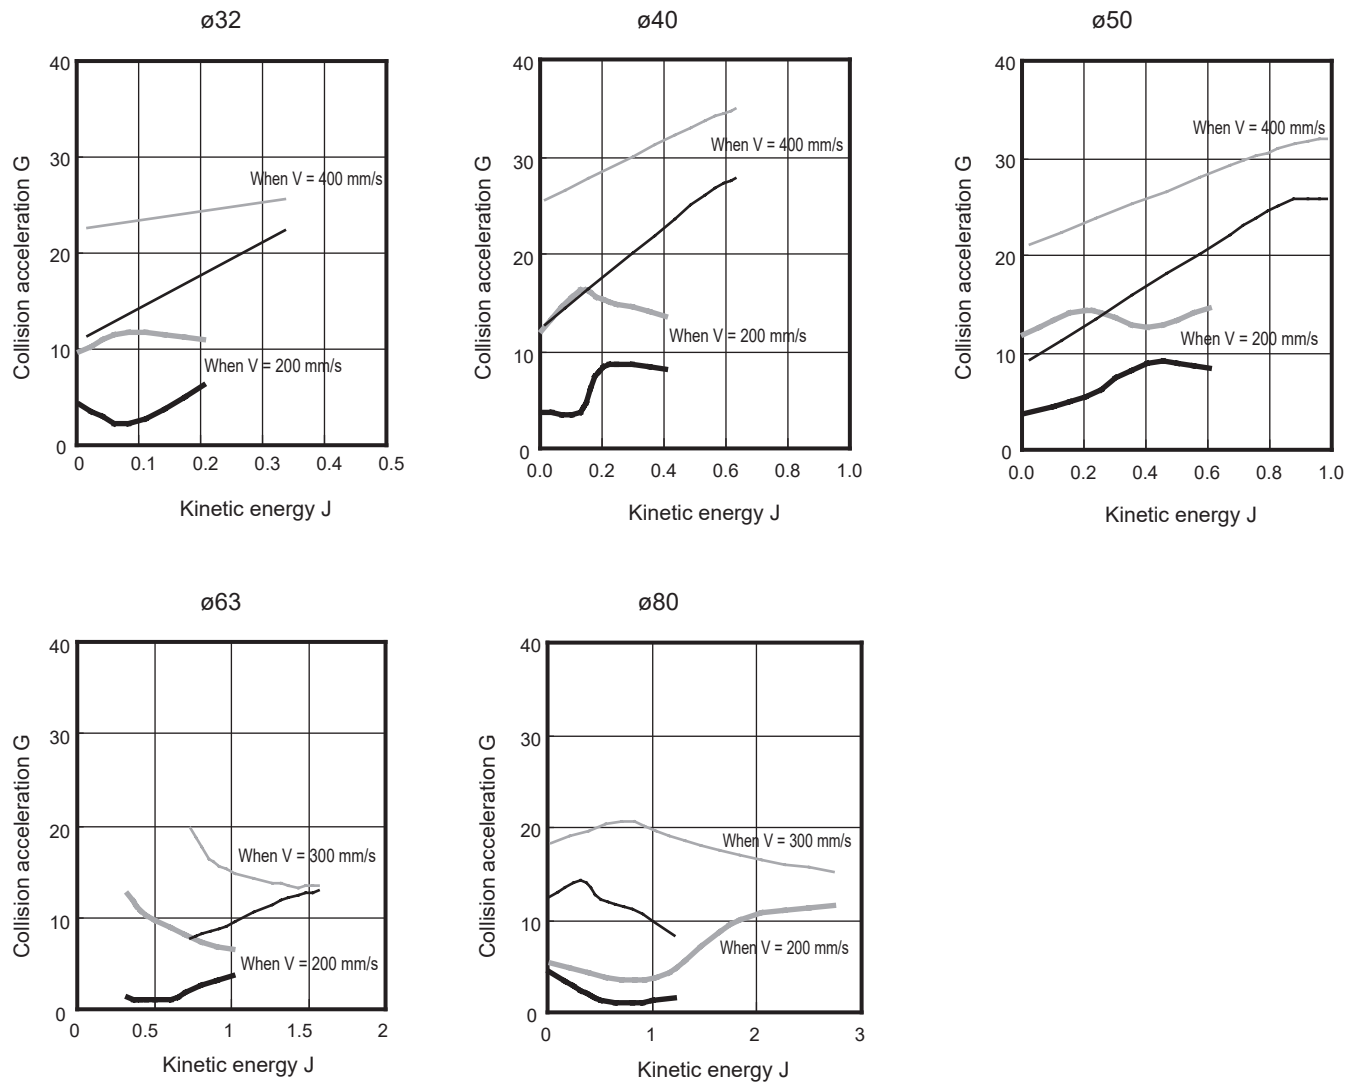 ø32
40
30
20
10
0
0 0.1 0.2 0.3 0.4 0.5
Collision acceleration G
Kinetic energy J
When V = 400 mm/s
When V = 200 mm/s
ø40
40
30
20
10
0
0.0 0.2 0.4 0.6 0.8 1.0
Collision acceleration G
Kinetic energy J
When V = 400 mm/s
When V = 200 mm/s
ø50
40
30
20
10
0
0.0 0.2 0.4 0.6 0.8 1.0
Collision acceleration G
Kinetic energy J
When V = 400 mm/s
When V = 200 mm/s
ø63
40
30
20
10
0
0 0.5 1 1.5 2
Collision acceleration G
Kinetic energy J
When V = 300 mm/s
When V = 200 mm/s
ø80
40
30
20
10
0
0 1 2 3
Collision acceleration G
Kinetic energy J
When V = 300 mm/s
When V = 200 mm/s